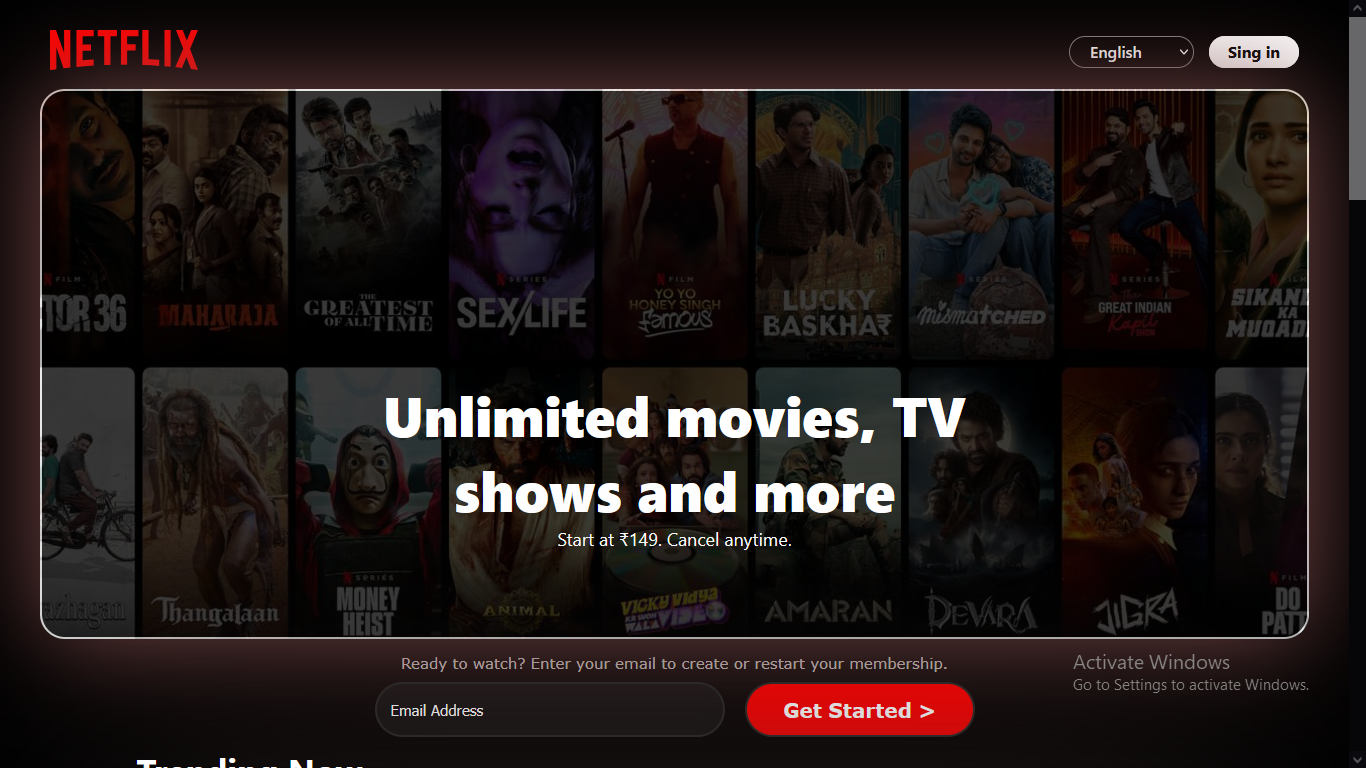 NETFLIX
English
Sing in
N FILM
TOR 36
MAHARAJA
THE
GREATEST
OF ALL TIME
N SERIES
SEX/LIFE
N FILM
YO YO
HONEY SINGH
Famous
LUCKY
BASKHAR
N SERIES
mismatched
N SERIES
The
GREAT INDIAN
Kapil
SHOW
N FILM
SIKAND
KA
MUQADD
Unlimited movies, TV
shows and more
Start at ₹149. Cancel anytime.
azhagan
Thangalaan
N SERIES
MONEY
HEIST
ANIMAL
VICKY VIDYA
KA WOH
WALA VIDEO
AMARAN
DEVARA
JIGRA
N FILM
DO
PATT
Ready to watch? Enter your email to create or restart your membership.
Email Address
Get Started >
Activate Windows
Go to Settings to activate Windows.
Trending Now